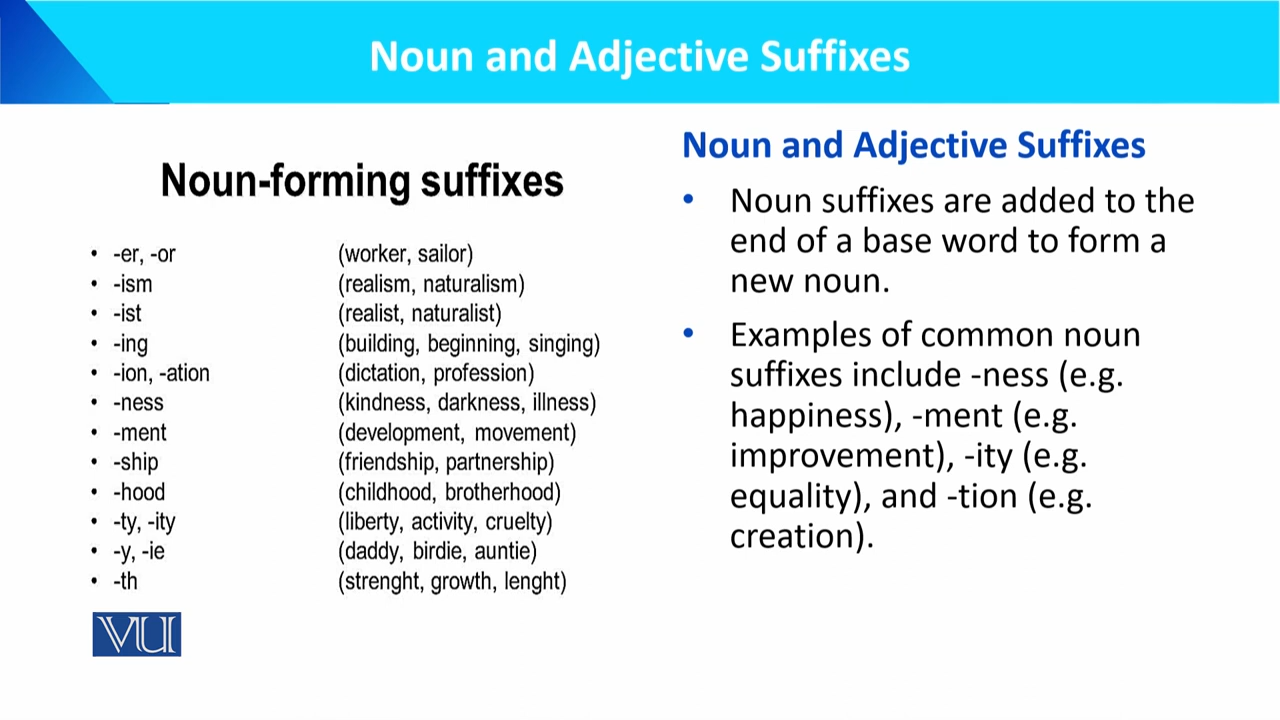 Noun and Adjective Suffixes
Noun-forming suffixes
• -er, -or (worker, sailor)
• -ism (realism, naturalism)
• -ist (realist, naturalist)
• -ing (building, beginning, singing)
• -ion, -ation (dictation, profession)
• -ness (kindness, darkness, illness)
• -ment (development, movement)
• -ship (friendship, partnership)
• -hood (childhood, brotherhood)
• -ty, -ity (liberty, activity, cruelty)
• -y, -ie (daddy, birdie, auntie)
• -th (strenght, growth, lenght)
VU
Noun and Adjective Suffixes
• Noun suffixes are added to the
end of a base word to form a
new noun.
• Examples of common noun
suffixes include -ness (e.g.
happiness), -ment (e.g.
improvement), -ity (e.g.
equality), and -tion (e.g.
creation).